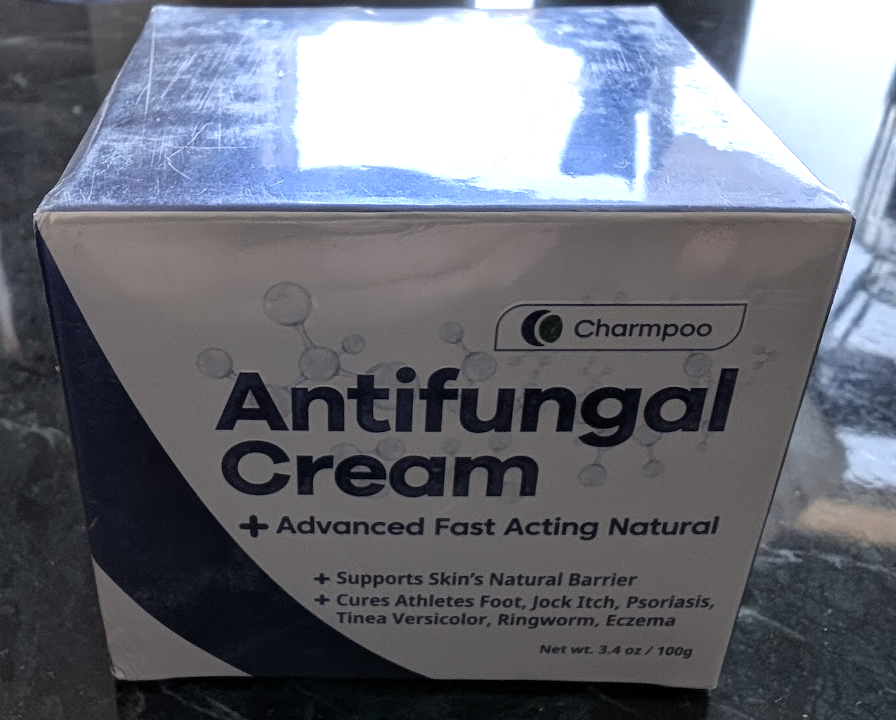 Charmpoo
Antifungal
Cream
+ Advanced Fast Acting Natural
+ Supports Skin's Natural Barrier
+ Cures Athletes Foot, Jock Itch, Psoriasis,
Tinea Versicolor, Ringworm, Eczema
Net wt. 3.4 oz / 100g